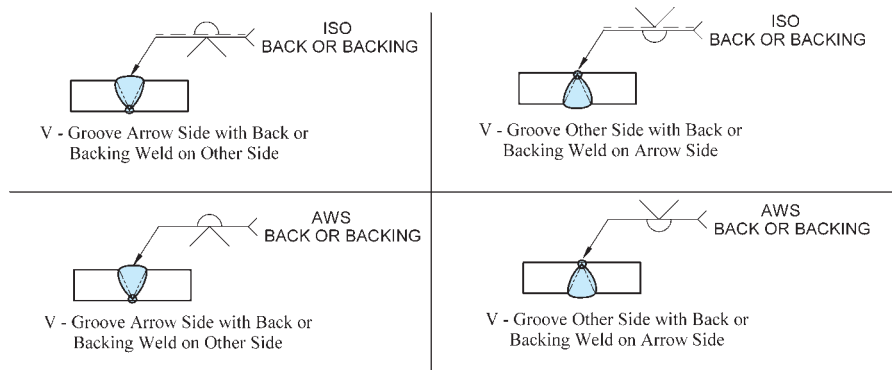 ISO
BACK OR BACKING
V - Groove Arrow Side with Back or
Backing Weld on Other Side
ISO
BACK OR BACKING
V - Groove Other Side with Back or
Backing Weld on Arrow Side
AWS
BACK OR BACKING
V - Groove Arrow Side with Back or
Backing Weld on Other Side
AWS
BACK OR BACKING
V - Groove Other Side with Back or
Backing Weld on Arrow Side